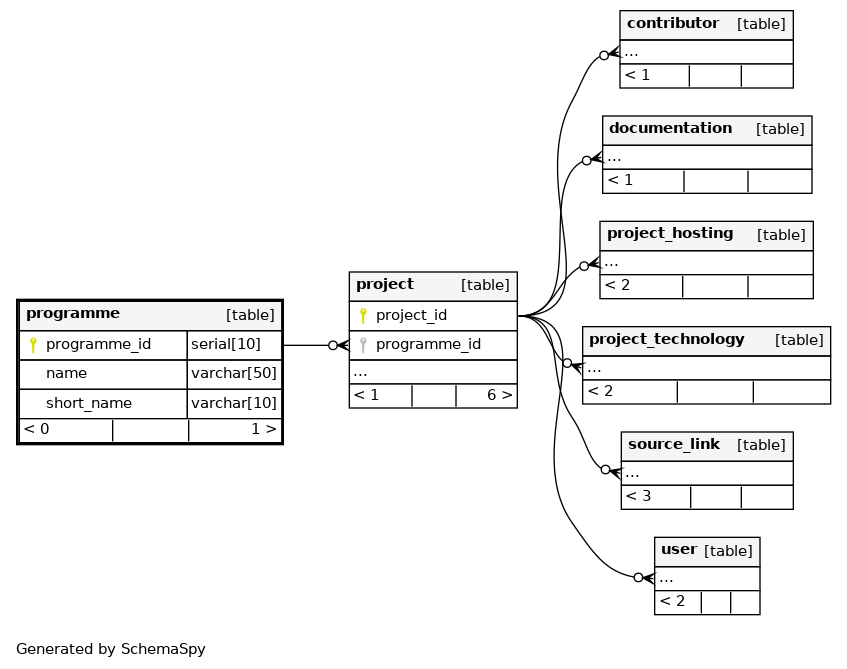 contributor [table]
...
< 1
documentation [table]
...
< 1
project_hosting [table]
...
< 2
programme [table]
programme_id serial[10]
name varchar[50]
short_name varchar[10]
< 0 1 >
project [table]
project_id
programme_id
...
< 1 6 >
project_technology [table]
...
< 2
source_link [table]
...
< 3
user [table]
...
< 2
Generated by SchemaSpy